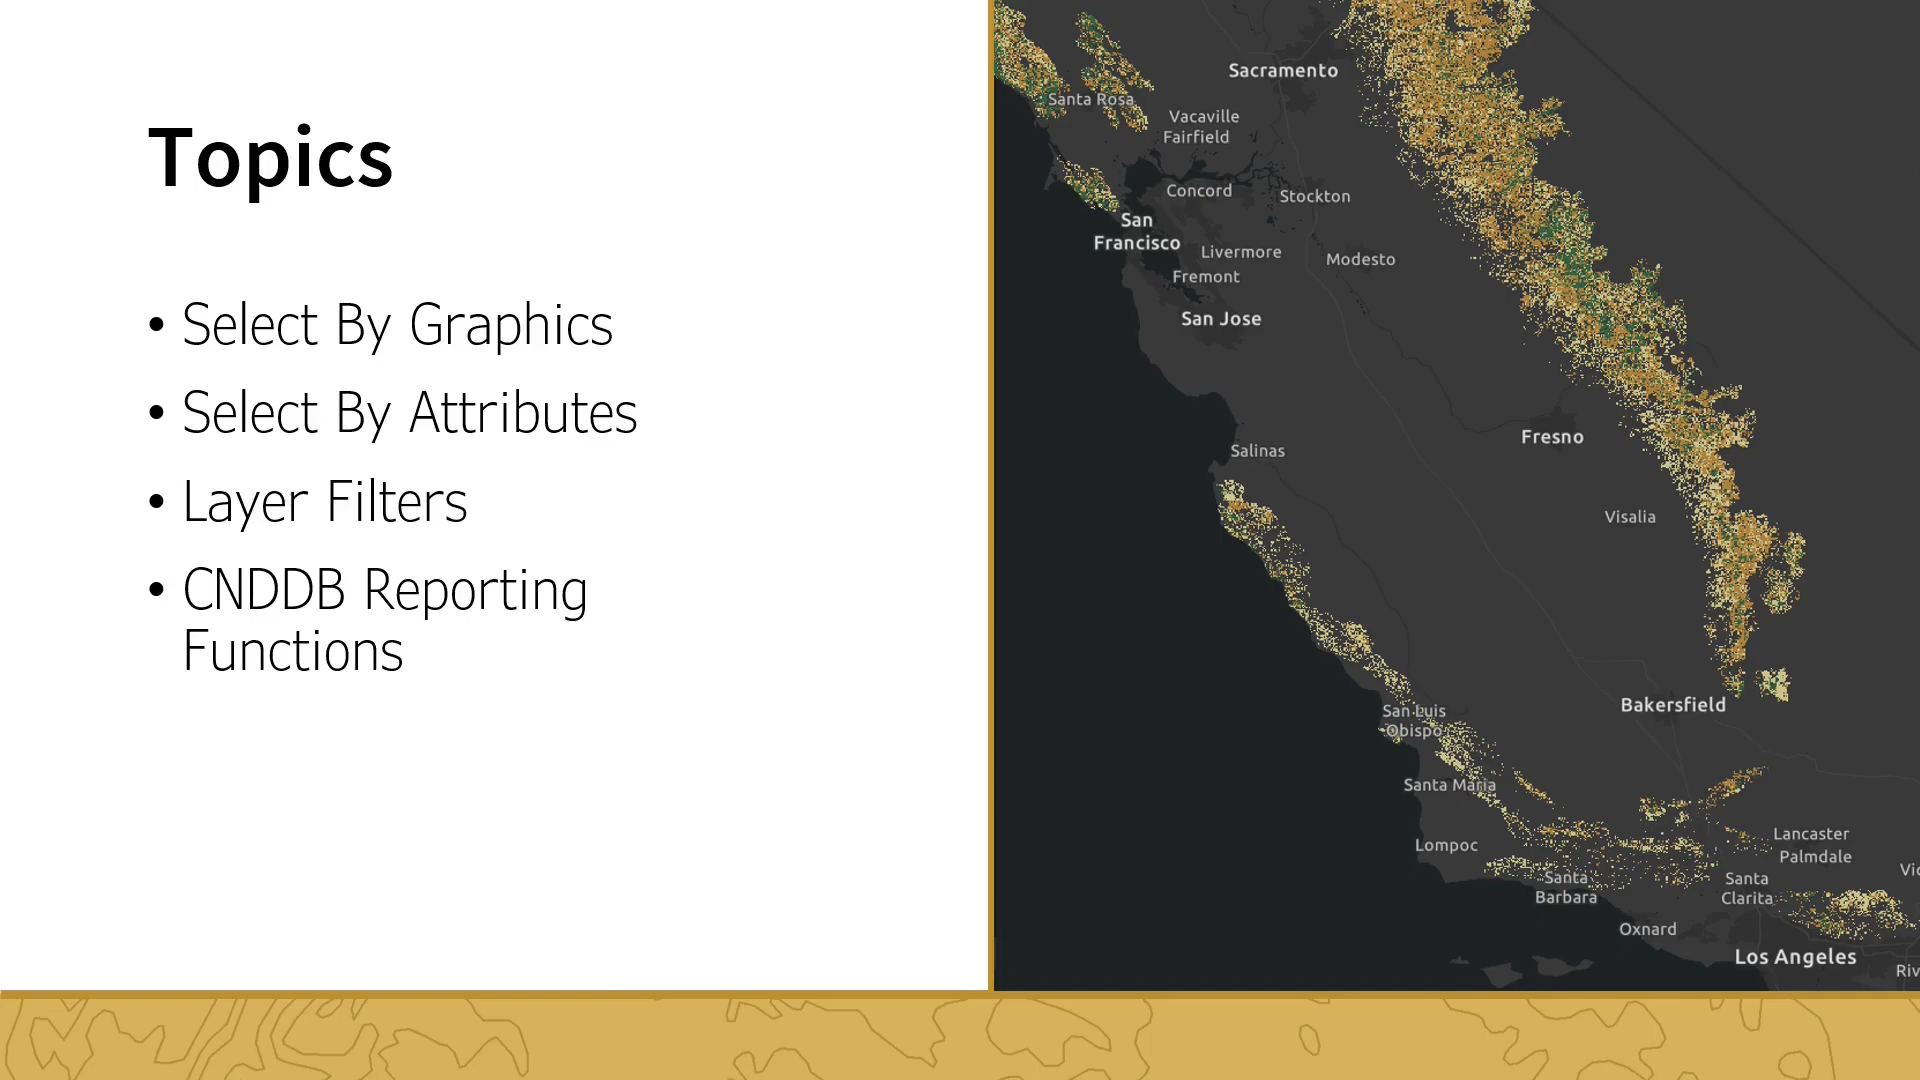 Topics
• Select By Graphics
• Select By Attributes
• Layer Filters
• CNDDB Reporting
Functions
Sacramento
Santa Rosa
Vacaville
Fairfield
Concord
Stockton
San
Francisco
Livermore
Modesto
Fremont
San Jose
Fresno
Salinas
Visalia
Bakersfield
San Luis
Obispo
Santa Maria
Lompoc
Lancaster
Palmdale
Vic
Santa
Barbara
Santa
Clarita
Oxnard
Los Angeles
Riv